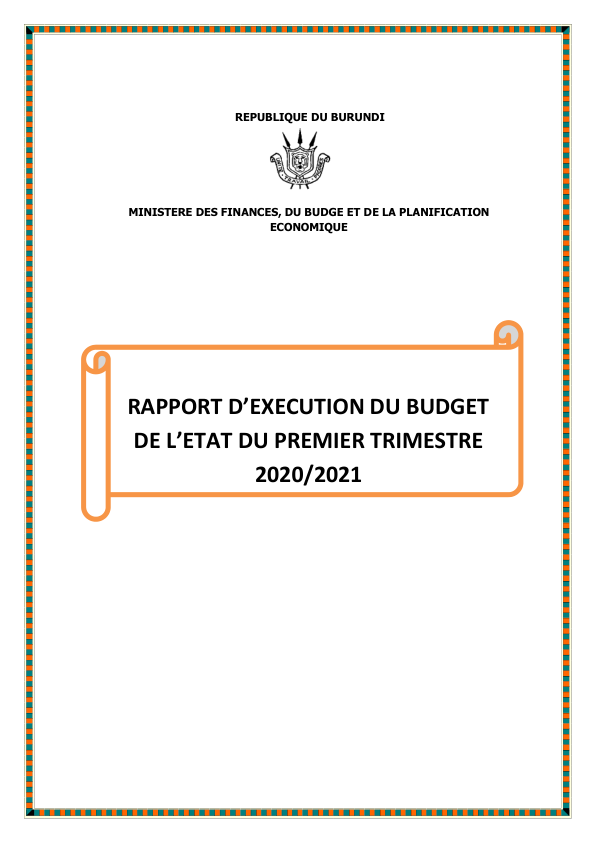 REPUBLIQUE DU BURUNDI
MINISTERE DES FINANCES, DU BUDGE ET DE LA PLANIFICATION
ECONOMIQUE
RAPPORT D’EXECUTION DU BUDGET
DE L’ETAT DU PREMIER TRIMESTRE
2020/2021